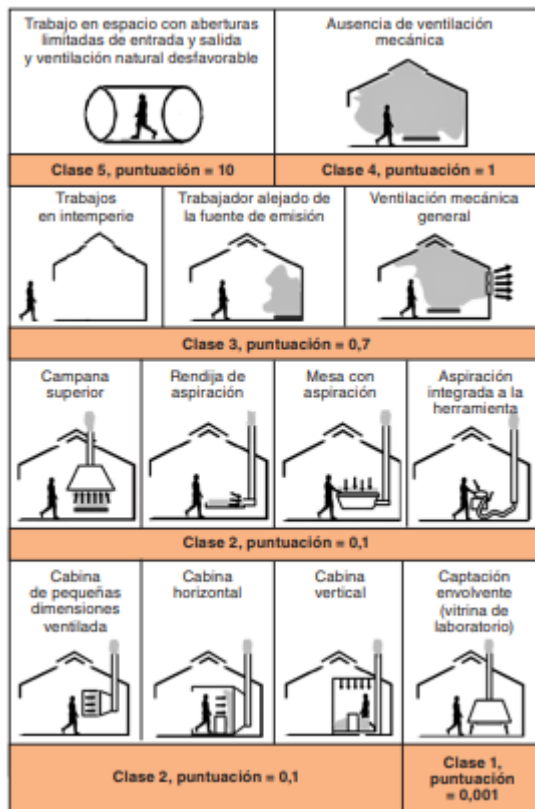 Trabajo en espacio con aberturas
limitadas de entrada y salida
y ventilación natural desfavorable
Ausencia de ventilación
mecánica
Clase 5, puntuación = 10
Clase 4, puntuación = 1
Trabajos
en intemperie
Trabajador alejado de
la fuente de emisión
Ventilación mecánica
general
Clase 3, puntuación = 0,7
Campana
superior
Rendija de
aspiración
Mesa con
aspiración
Aspiración
integrada a la
herramienta
Clase 2, puntuación = 0,1
Cabina
de pequeñas
dimensiones
ventilada
Cabina
horizontal
Cabina
vertical
Captación
envolvente
(vitrina de
laboratorio)
Clase 2, puntuación = 0,1
Clase 1,
puntuación
= 0,001